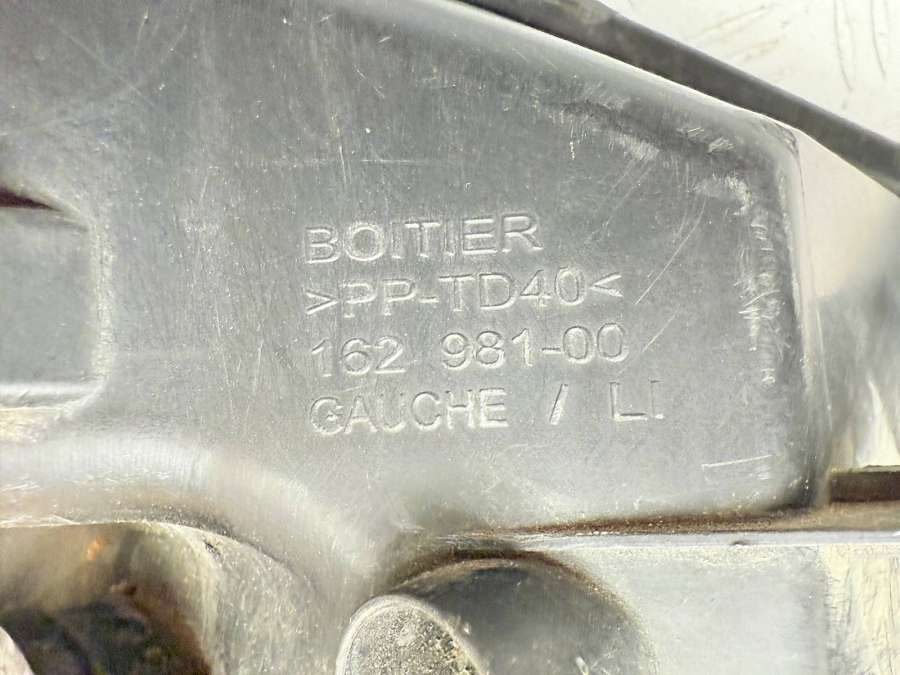 BOITIER
>PP-TD40<
162 981-00
GAUCHE / LI